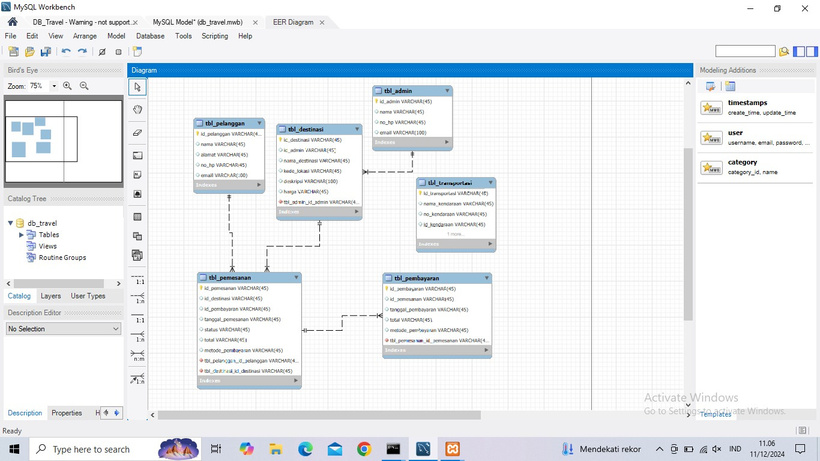 MySQL Workbench
DB_Travel - Warning - not support...
MySQL Model* (db_travel.mwb)
EER Diagram
File Edit View Arrange Model Database Tools Scripting Help
Bird's Eye
Zoom: 75%
Catalog Tree
db_travel
Tables
Views
Routine Groups
Catalog Layers User Types
Description Editor
No Selection
Description Properties H
Diagram
1:1
1:n
1:1
1:n
n:m
1:n
tbl_pelanggan
id_pelanggan VARCHAR(4...
nama VARCHAR(45)
alamat VARCHAR(45)
no_hp VARCHAR(45)
email VARCHAR(100)
Indexes
tbl_destinasi
id_admin VARCHAR(45)
nama_destinasi VARCHAR(45)
kode_lokasi VARCHAR(45)
deskripsi VARCHAR(100)
harga VARCHAR(45)
tbl_admin_id_admin VARCHAR(4...
Indexes
tbl_admin
id_admin VARCHAR(45)
nama VARCHAR(45)
no_hp VARCHAR(45)
email VARCHAR(100)
Indexes
tbl_transportasi
id_transportasi VARCHAR(45)
nama_kendaraan VARCHAR(45)
no_kendaraan VARCHAR(45)
id_kendaraan VARCHAR(45)
1 more...
Indexes
tbl_pemesanan
id_pemesanan VARCHAR(45)
id_destinasi VARCHAR(45)
id_pembayaran VARCHAR(45)
tanggal_pemesanan VARCHAR(45)
status VARCHAR(45)
total VARCHAR(45)
metode_pembayaran VARCHAR(45)
tbl_pelanggan_id_pelanggan VARCHAR(4...
tbl_destinasi_id_destinasi VARCHAR(45)
Indexes
tbl_pembayaran
id_pembayaran VARCHAR(45)
id_pemesanan VARCHAR(45)
tanggal_pembayaran VARCHAR(45)
total VARCHAR(45)
metode_pembayaran VARCHAR(45)
tbl_pemesanan_id_pemesanan VARCHAR(4...
Indexes
Modeling Additions
timestamps
create_time, update_time
user
username, email, password, ...
category
category_id, name
Templates
Activate Windows
Go to Settings to activate Windows.
Ready
Type here to search
Mendekati rekor
IND
11.06
11/12/2024